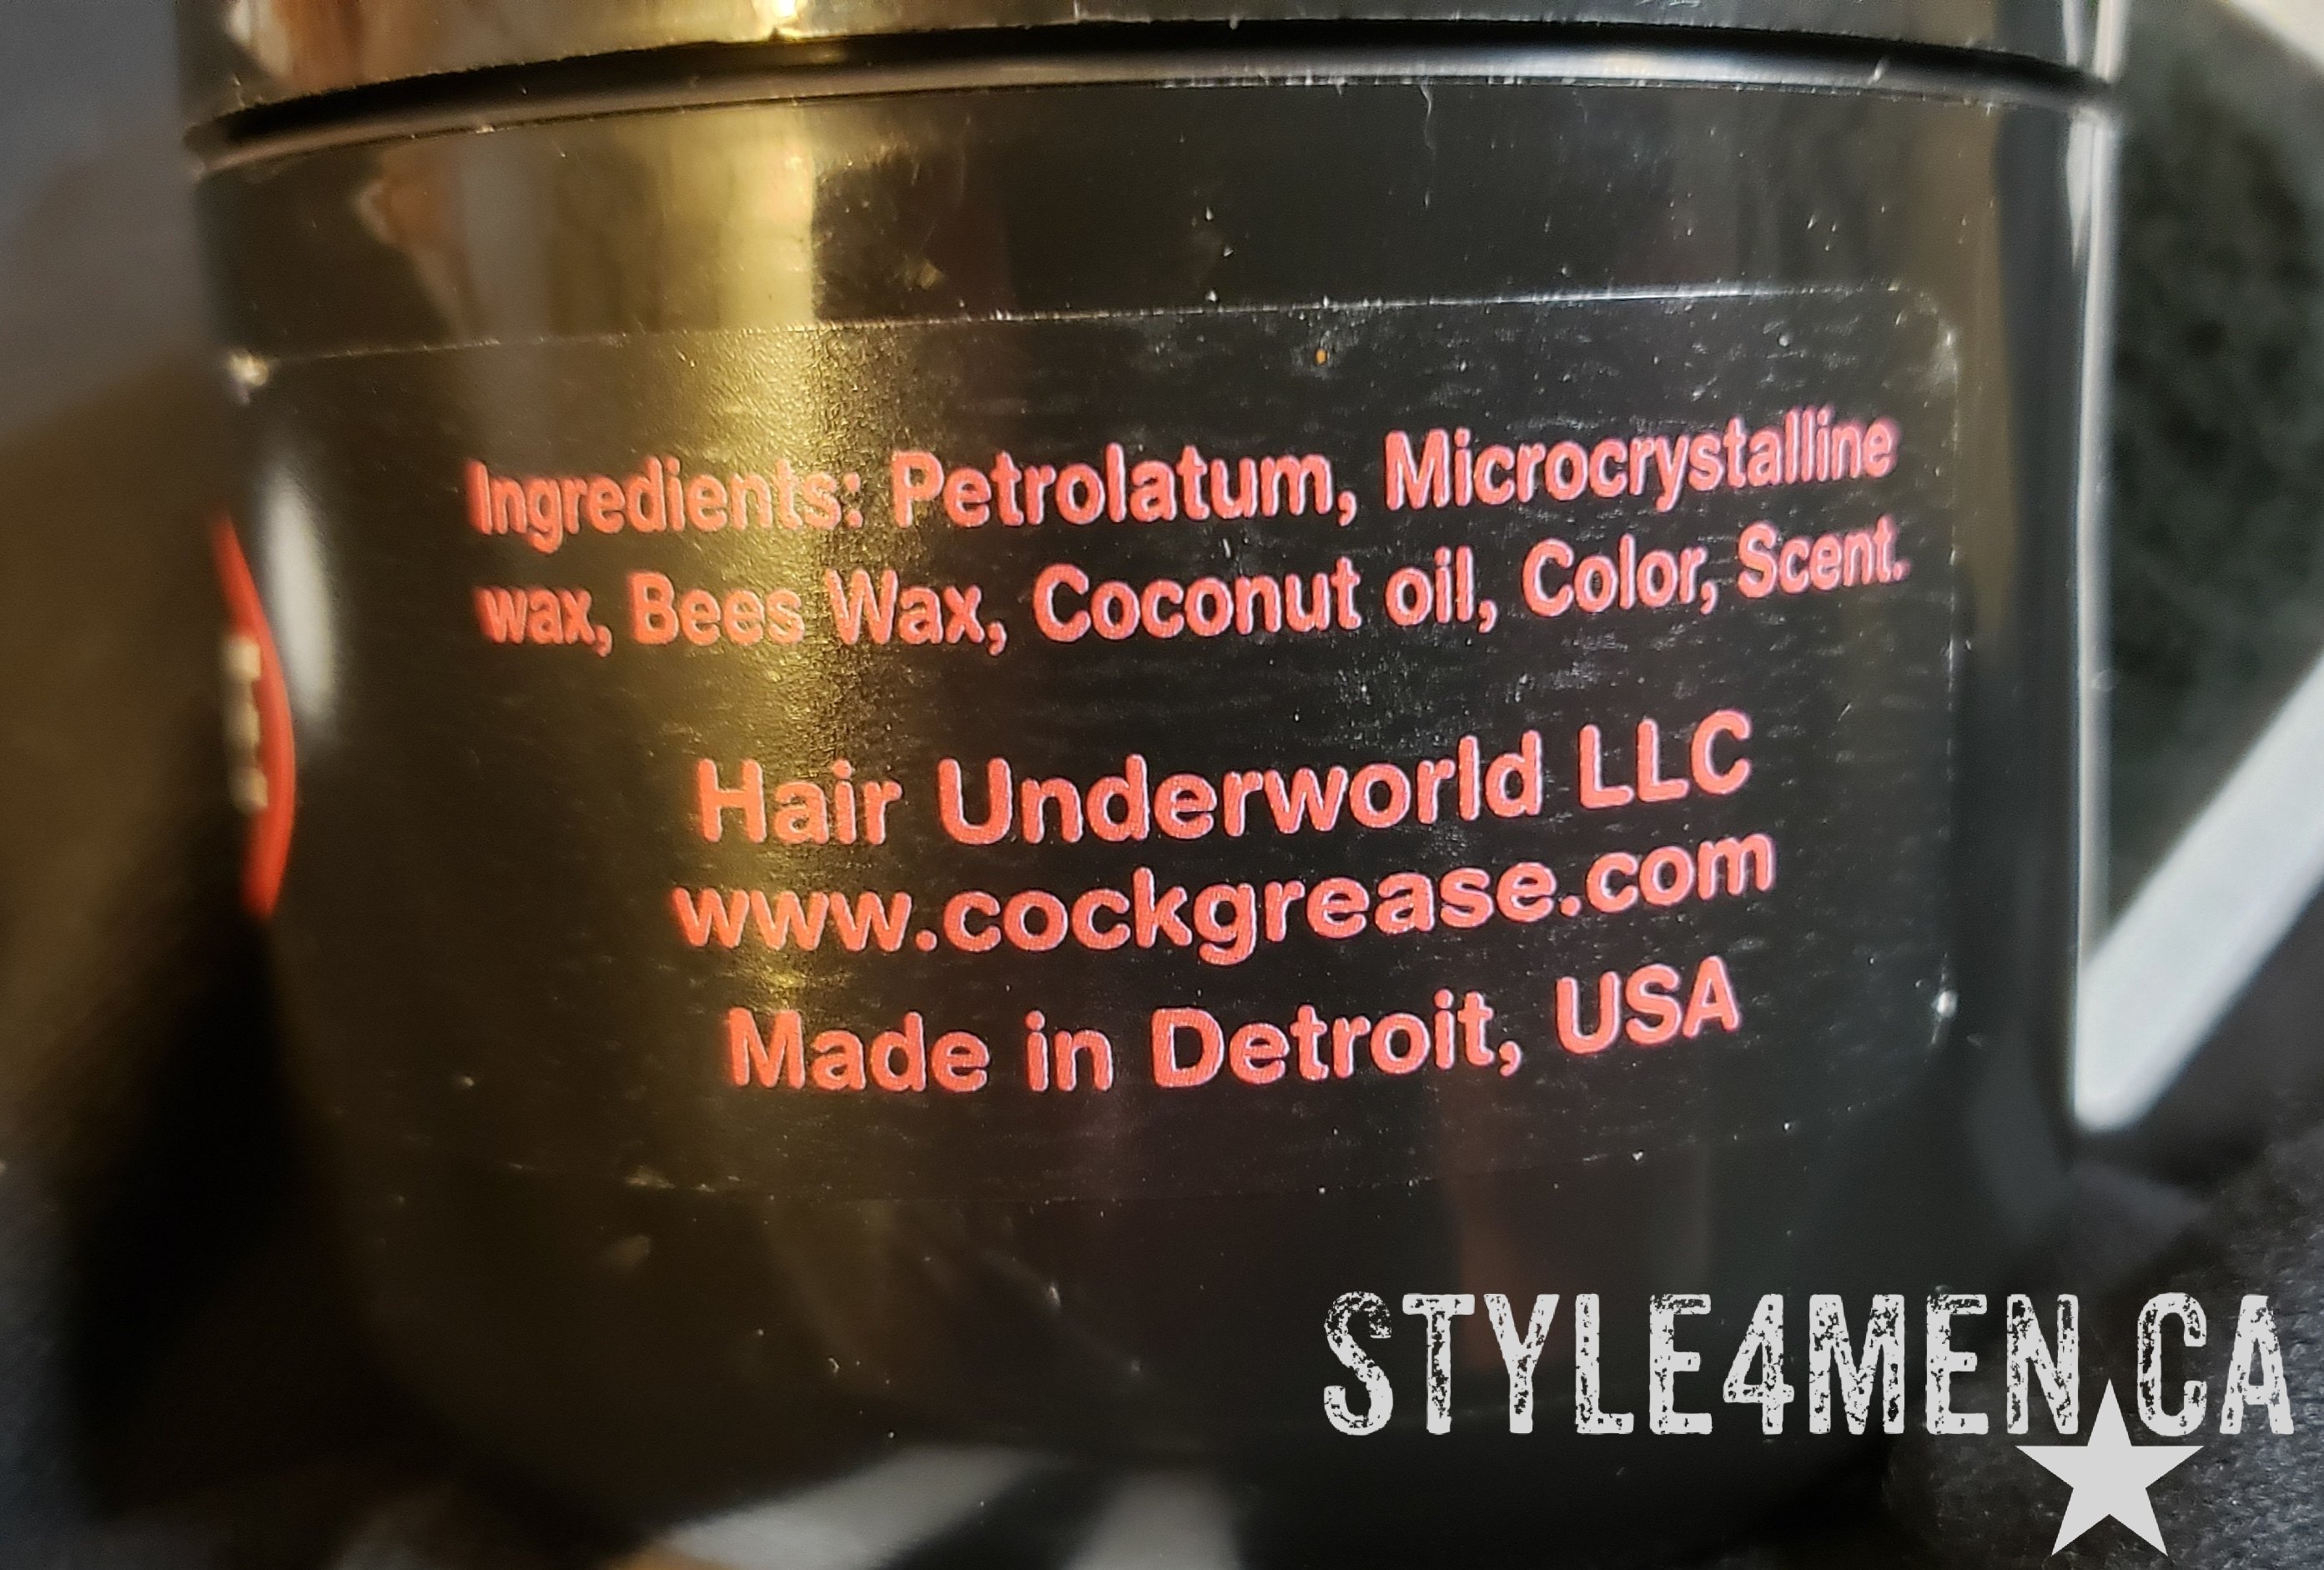 Ingredients: Petrolatum, Microcrystalline
wax, Bees Wax, Coconut oil, Color, Scent.
Hair Underworld LLC
www.cockgrease.com
Made in Detroit, USA
STYLE4MEN CA